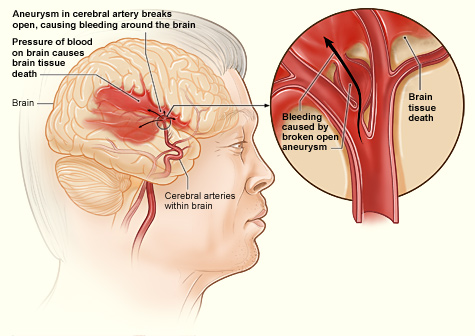 Aneurysm in cerebral artery breaks
open, causing bleeding around the brain
Pressure of blood
on brain causes
brain tissue
death
Brain
Cerebral arteries
within brain
Bleeding
caused by
broken open
aneurysm
Brain
tissue
death